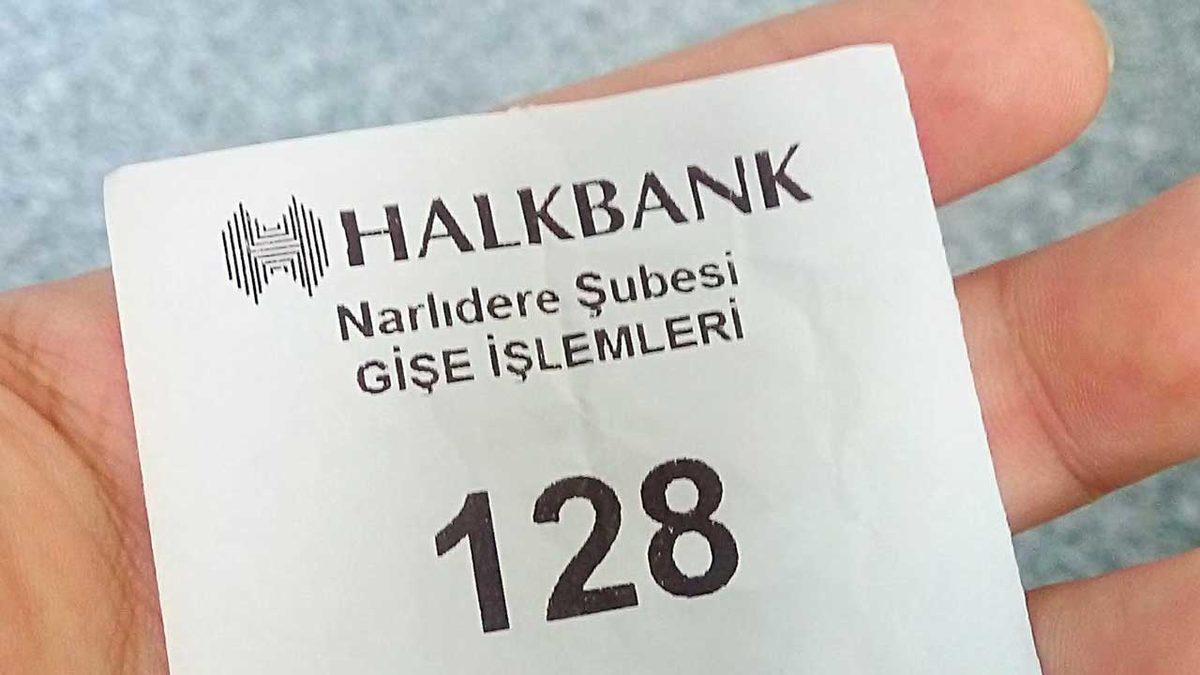 HALKBANK
Narlıdere Şubesi
GİŞE İŞLEMLERİ
128